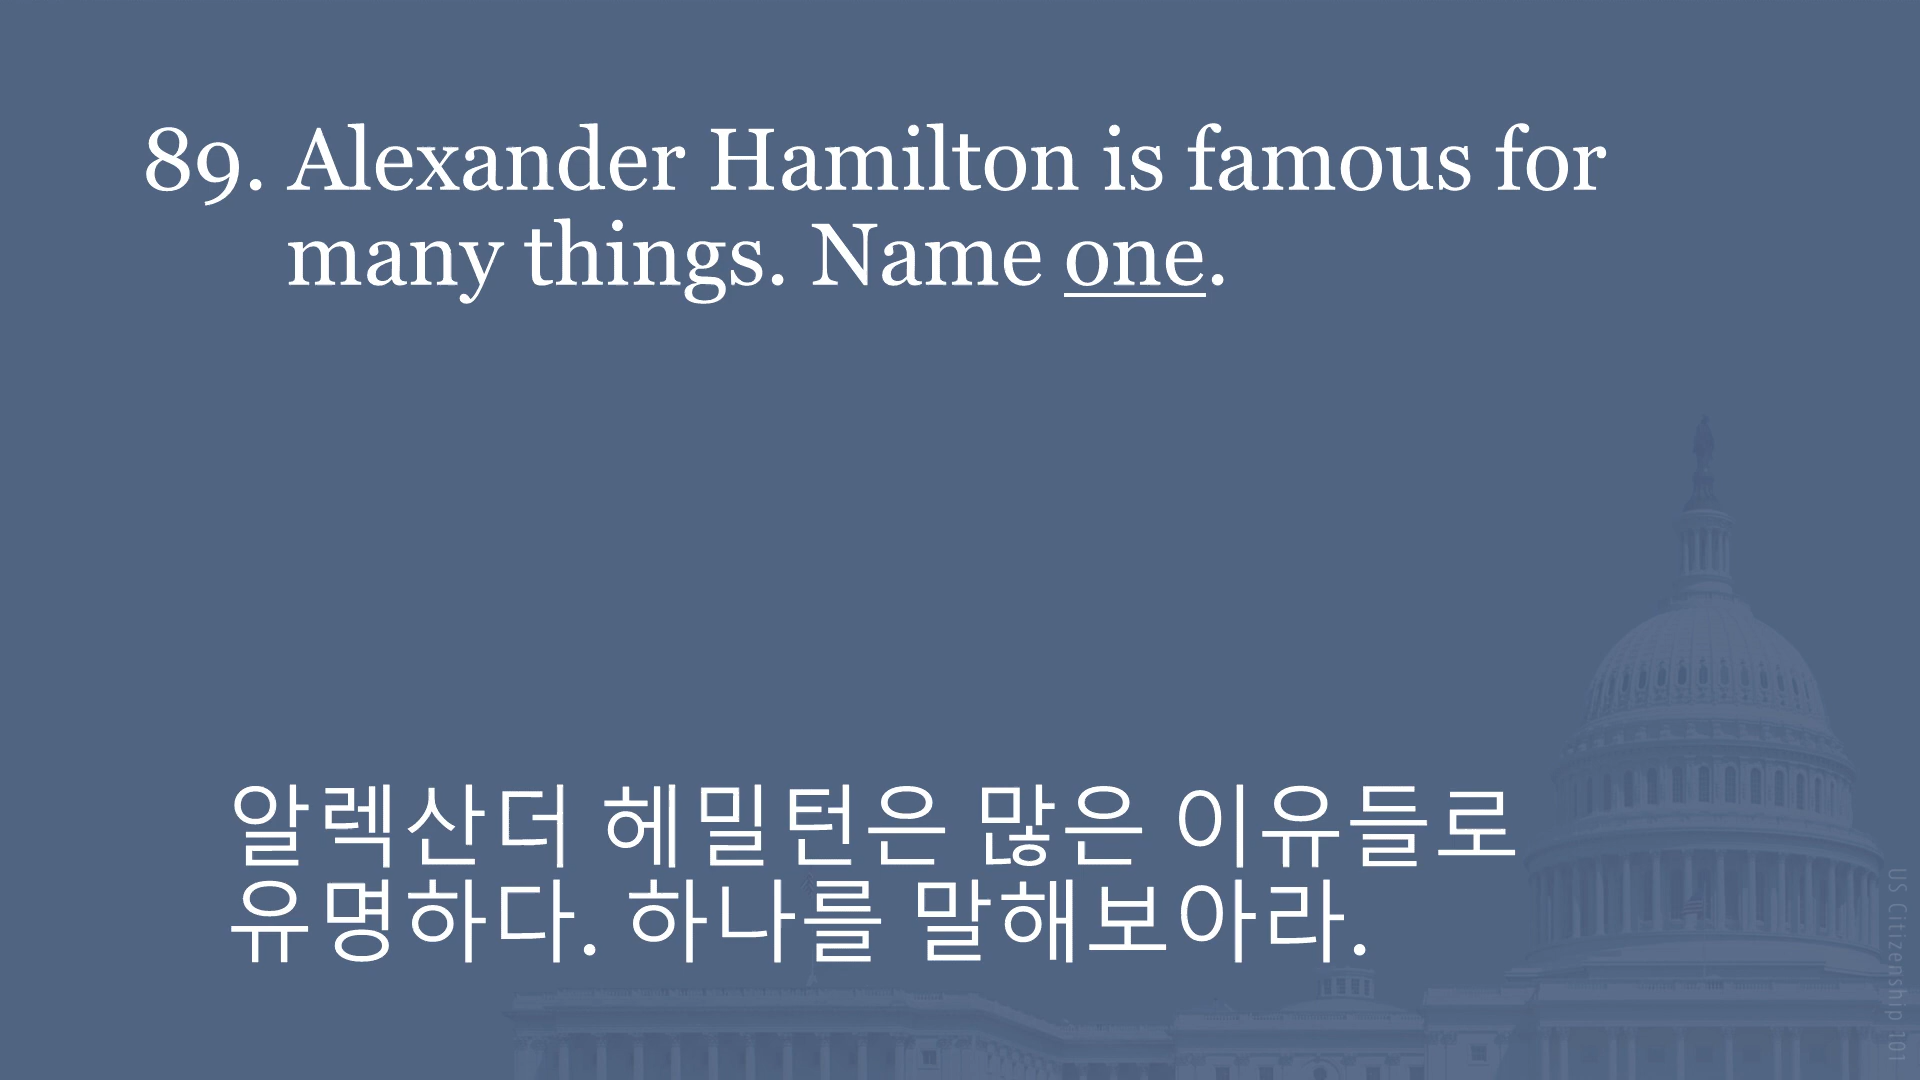 89. Alexander Hamilton is famous for
many things. Name one.
알렉산더 헤밀턴은 많은 이유들로
유명하다. 하나를 말해보아라.
US Citizenship 101